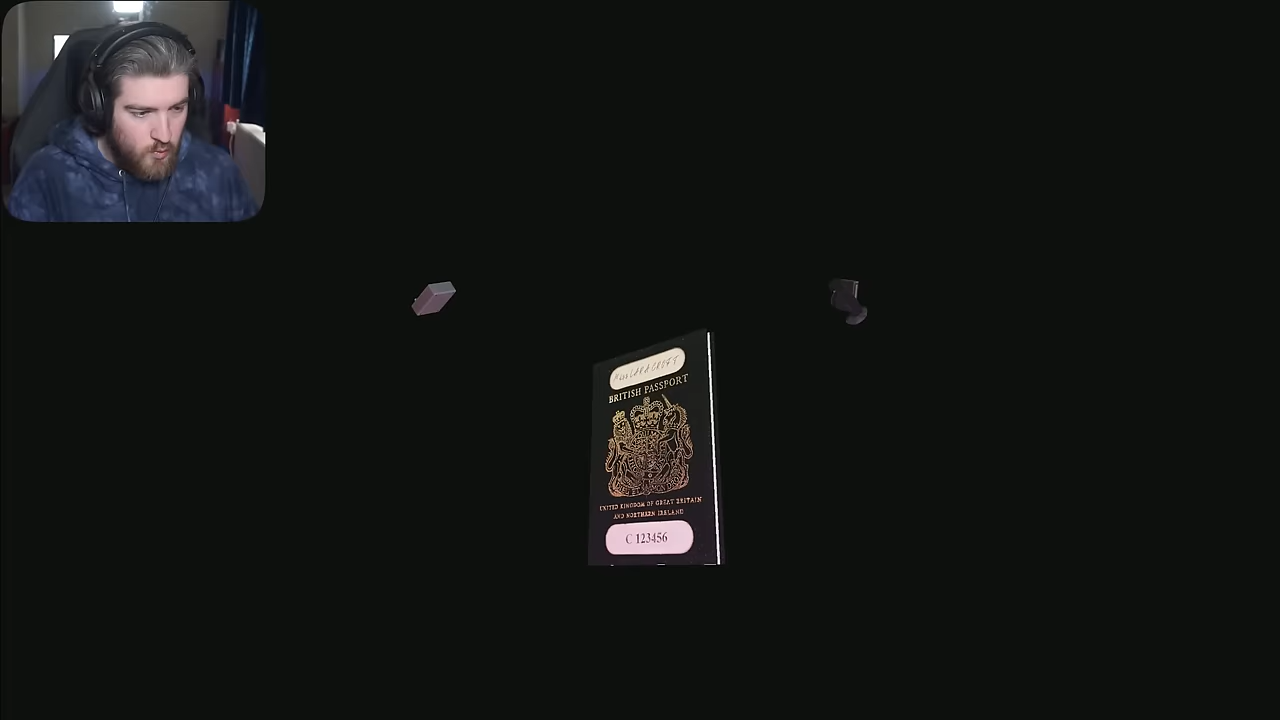 Miss LARA CROFT
BRITISH PASSPORT
UNITED KINGDOM OF GREAT BRITAIN
AND NORTHERN IRELAND
C 123456